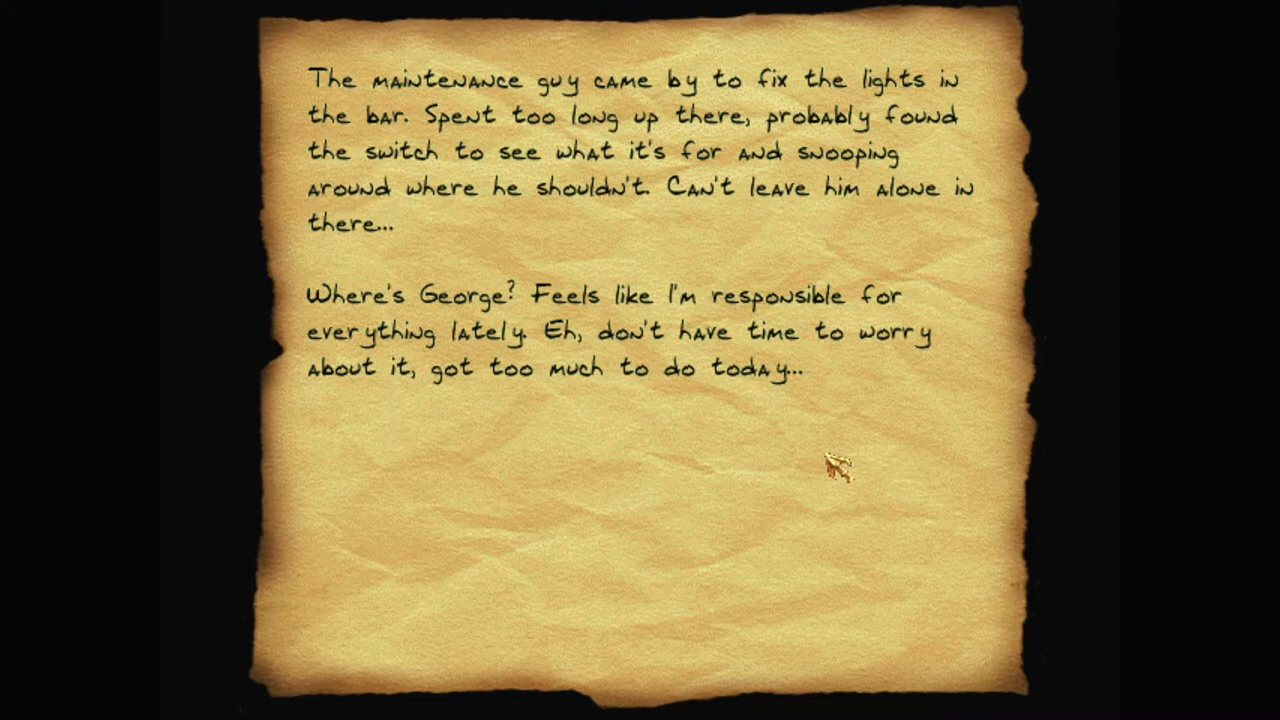 The maintenance guy came by to fix the lights in
the bar. Spent too long up there, probably found
the switch to see what it's for and snooping
around where he shouldn't. Can't leave him alone in
there...
Where's George? Feels like I'm responsible for
everything lately. Eh, don't have time to worry
about it, got too much to do today...